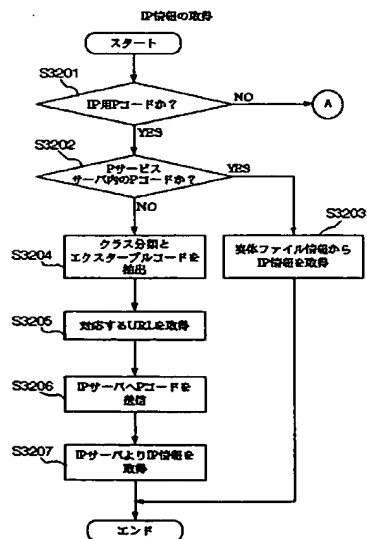 IP情報の取得
スタート
S3201
IP用Pコードか？
NO
A
YES
S3202
Pサービス
サーバ内のPコードか？
YES
NO
S3203
実体ファイル情報から
IP情報を取得
S3204
クラス分類と
エクスターブルコードを
抽出
S3205
対応するURLを取得
S3206
IPサーバへPコードを
送信
S3207
IPサーバよりIP情報を
取得
エンド